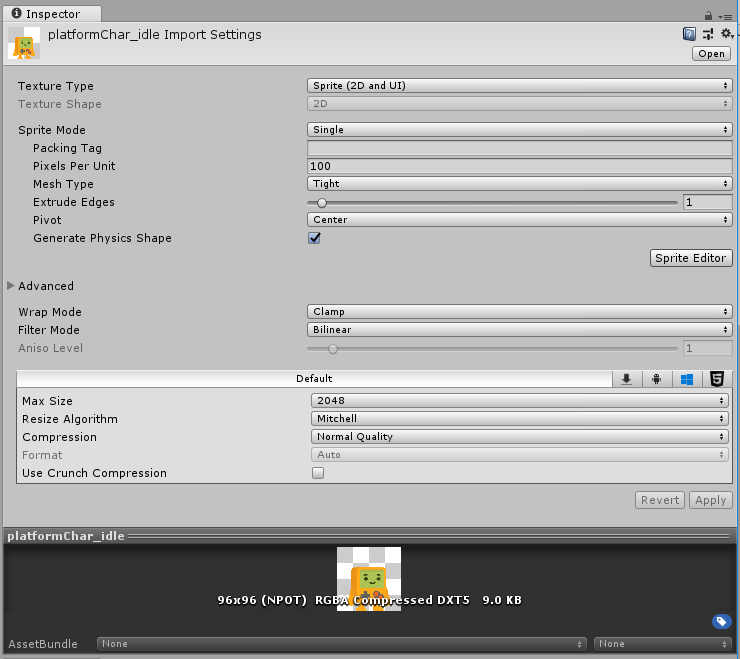 Inspector
platformChar_idle Import Settings
Open
Texture Type Sprite (2D and UI)
Texture Shape 2D
Sprite Mode Single
Packing Tag
Pixels Per Unit 100
Mesh Type Tight
Extrude Edges 1
Pivot Center
Generate Physics Shape
Sprite Editor
Advanced
Wrap Mode Clamp
Filter Mode Bilinear
Aniso Level 1
Default
Max Size 2048
Resize Algorithm Mitchell
Compression Normal Quality
Format Auto
Use Crunch Compression
Revert Apply
platformChar_idle
96x96 (NPOT) RGBA Compressed DXT5 9.0 KB
AssetBundle None None